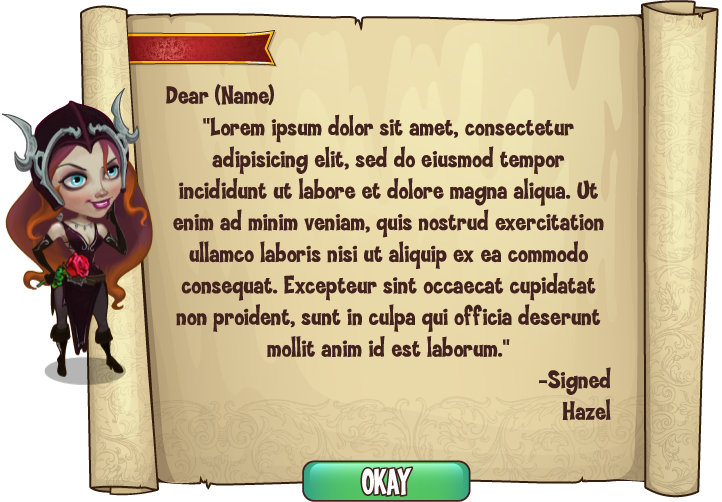 Dear (Name)
"Lorem ipsum dolor sit amet, consectetur
adipisicing elit, sed do eiusmod tempor
incididunt ut labore et dolore magna aliqua. Ut
enim ad minim veniam, quis nostrud exercitation
ullamco laboris nisi ut aliquip ex ea commodo
consequat. Excepteur sint occaecat cupidatat
non proident, sunt in culpa qui officia deserunt
mollit anim id est laborum."
-Signed
Hazel
OKAY